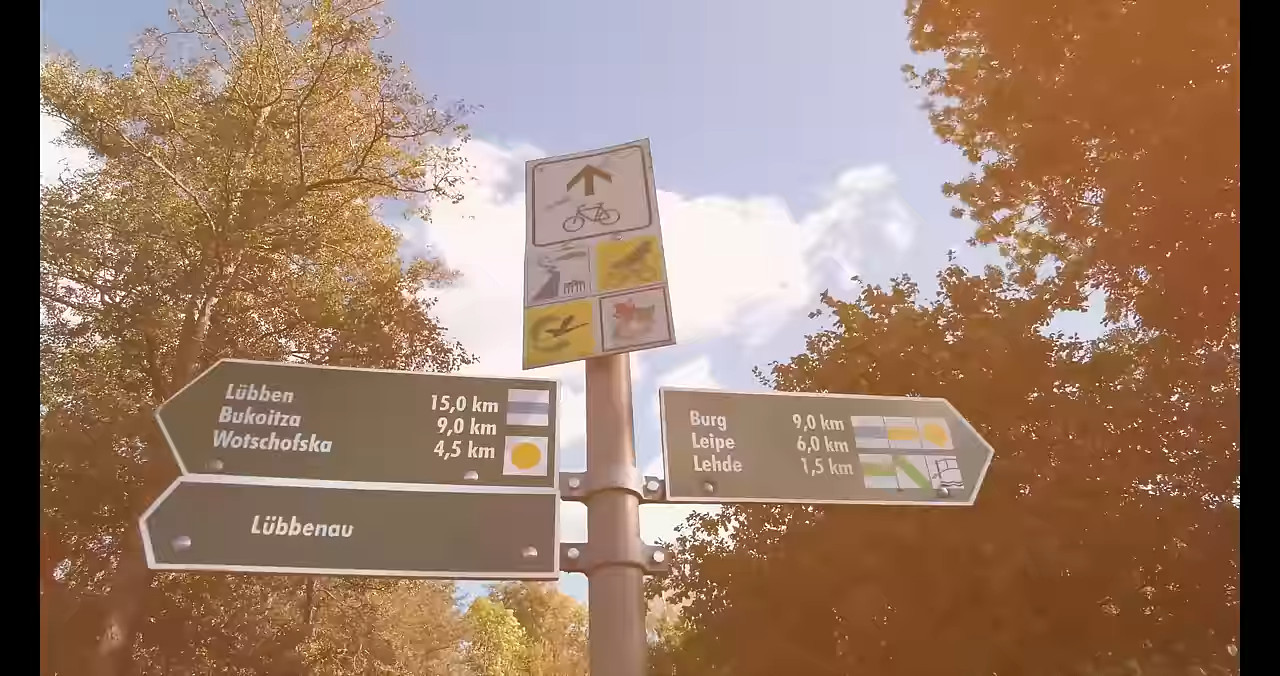 Lübben 15,0 km
Bukoitza 9,0 km
Wotschofska 4,5 km
Lübbenau
Burg 9,0 km
Leipe 6,0 km
Lehde 1,5 km